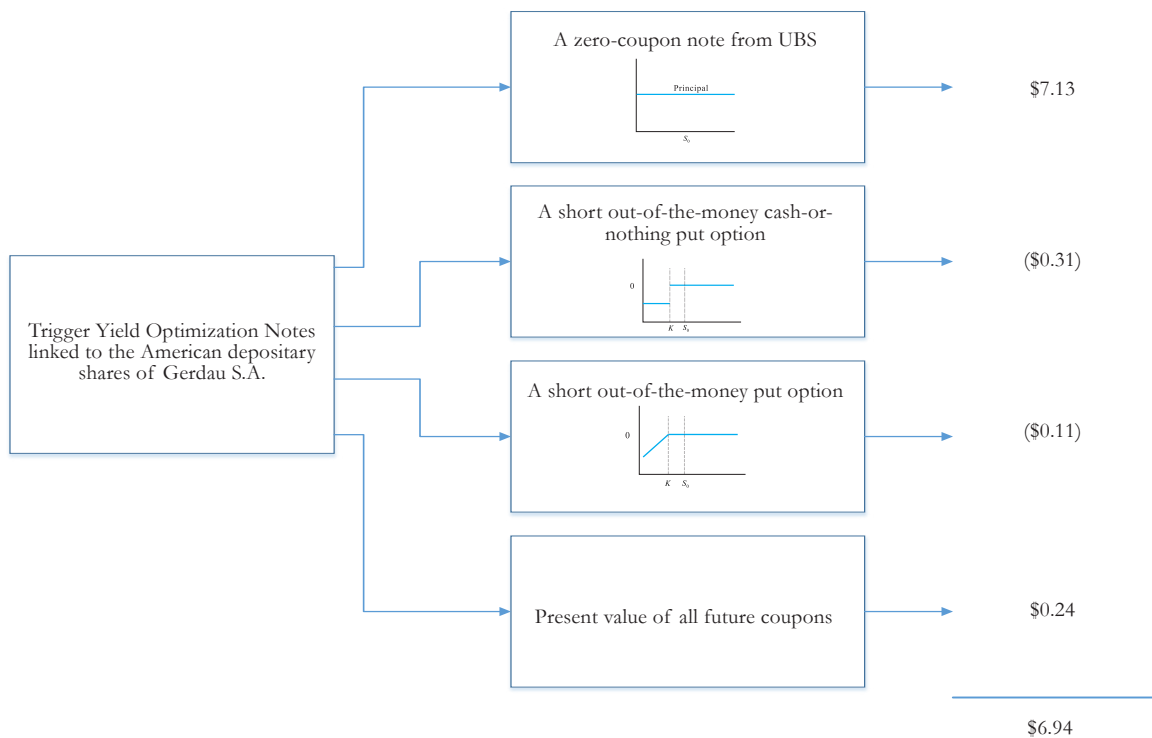 A zero-coupon note from UBS
Principal
S₀
$7.13
A short out-of-the-money cash-or-
nothing put option
0
K
S₀
($0.31)
Trigger Yield Optimization Notes
linked to the American depositary
shares of Gerdau S.A.
A short out-of-the-money put option
0
K
S₀
($0.11)
Present value of all future coupons
$0.24
$6.94